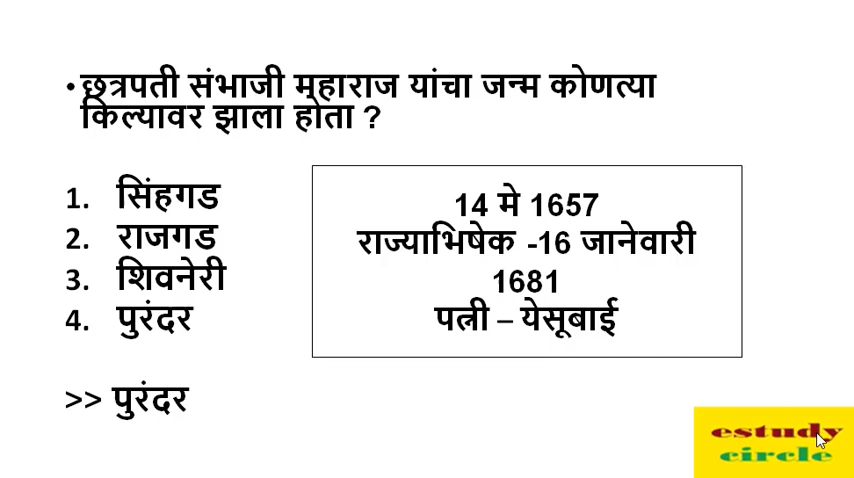 • छत्रपती संभाजी महाराज यांचा जन्म कोणत्या
किल्यावर झाला होता ?
1. सिंहगड
2. राजगड
3. शिवनेरी
4. पुरंदर
14 मे 1657
राज्याभिषेक -16 जानेवारी
1681
पत्नी – येसूबाई
>> पुरंदर
estudy
circle